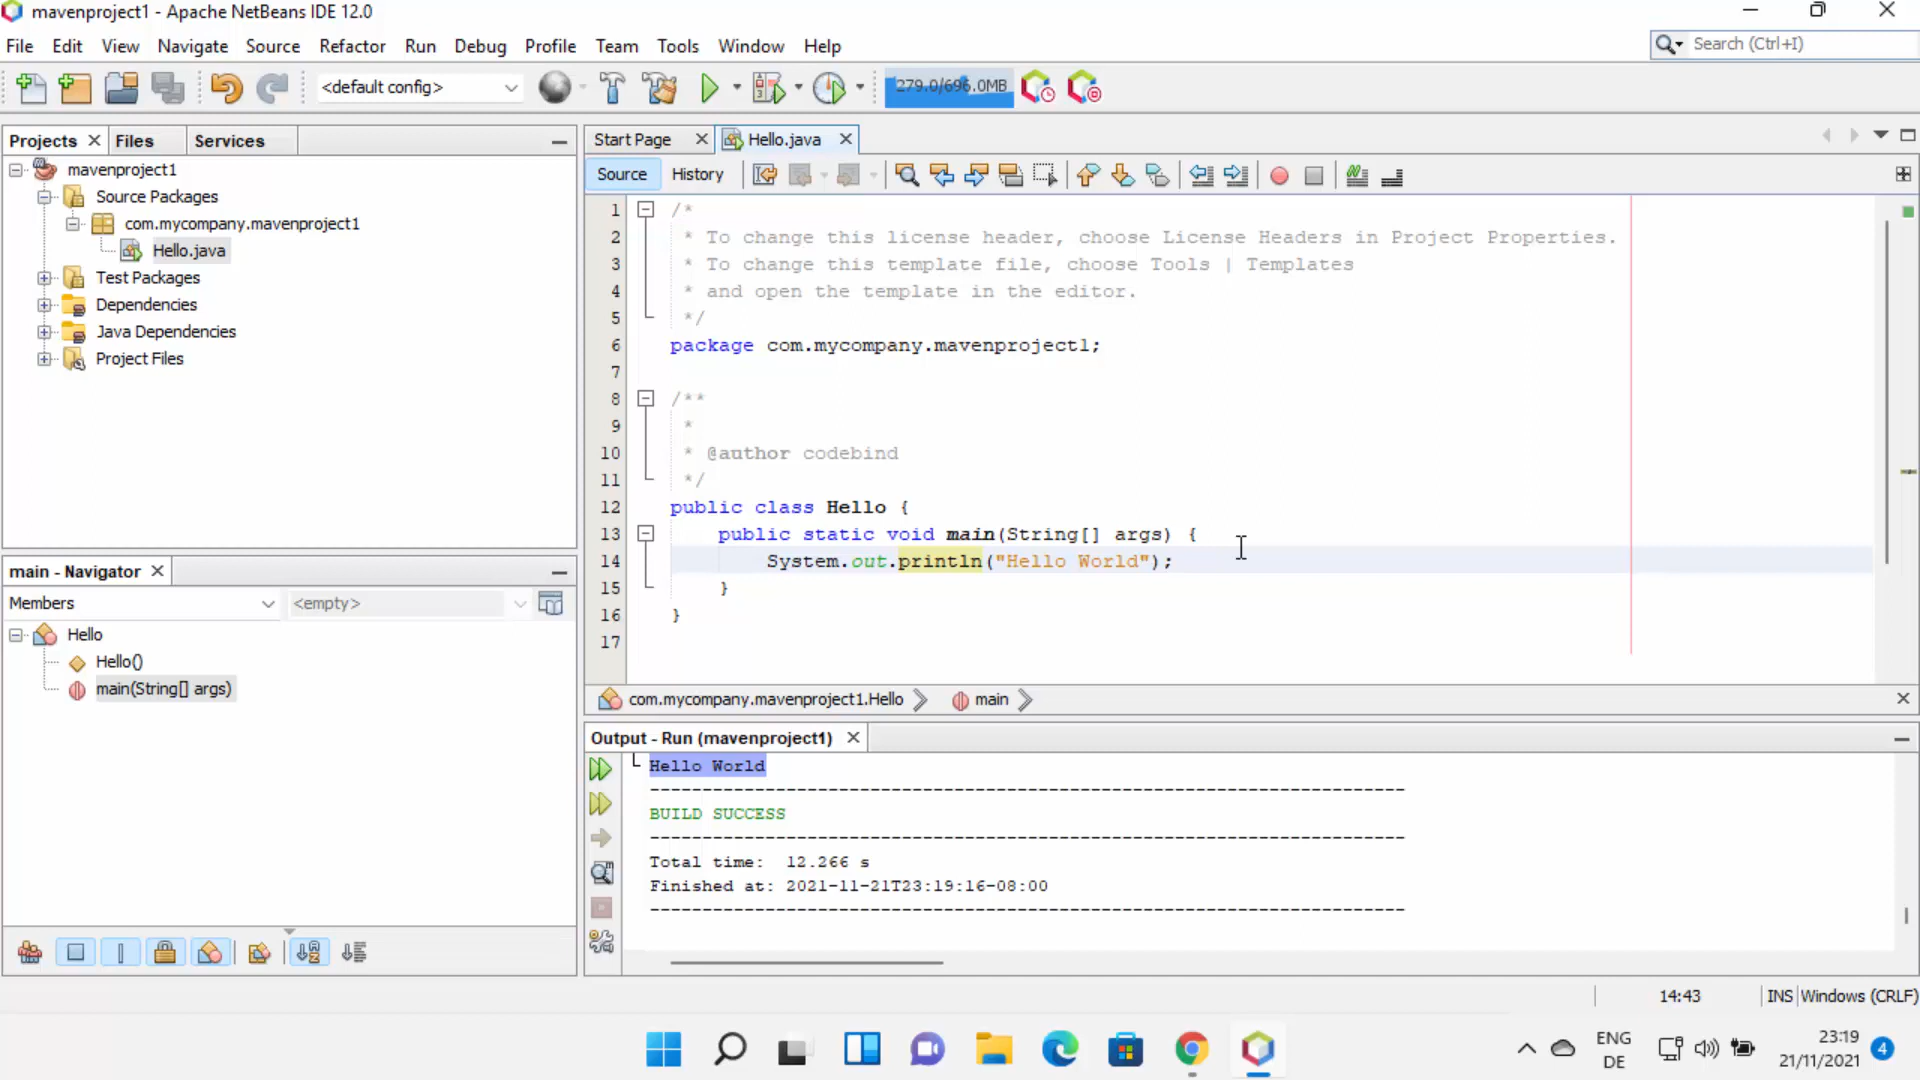 mavenproject1 - Apache NetBeans IDE 12.0
File Edit View Navigate Source Refactor Run Debug Profile Team Tools Window Help
Search (Ctrl+I)
<default config>
279.0/696.0MB
Projects Files Services
mavenproject1
Source Packages
com.mycompany.mavenproject1
Hello.java
Test Packages
Dependencies
Java Dependencies
Project Files
main - Navigator
Members
<empty>
Hello
Hello()
main(String[] args)
Start Page Hello.java
Source History
1 /*
2 * To change this license header, choose License Headers in Project Properties.
3 * To change this template file, choose Tools | Templates
4 * and open the template in the editor.
5 */
6 package com.mycompany.mavenproject1;
7
8 /**
9 *
10 * @author codebind
11 */
12 public class Hello {
13 public static void main(String[] args) {
14 System.out.println("Hello World");
15 }
16 }
17
com.mycompany.mavenproject1.Hello main
Output - Run (mavenproject1)
Hello World
------------------------------------------------------------------------
BUILD SUCCESS
------------------------------------------------------------------------
Total time:  12.266 s
Finished at: 2021-11-21T23:19:16-08:00
------------------------------------------------------------------------
14:43 INS Windows (CRLF)
ENG
DE
23:19
21/11/2021
4